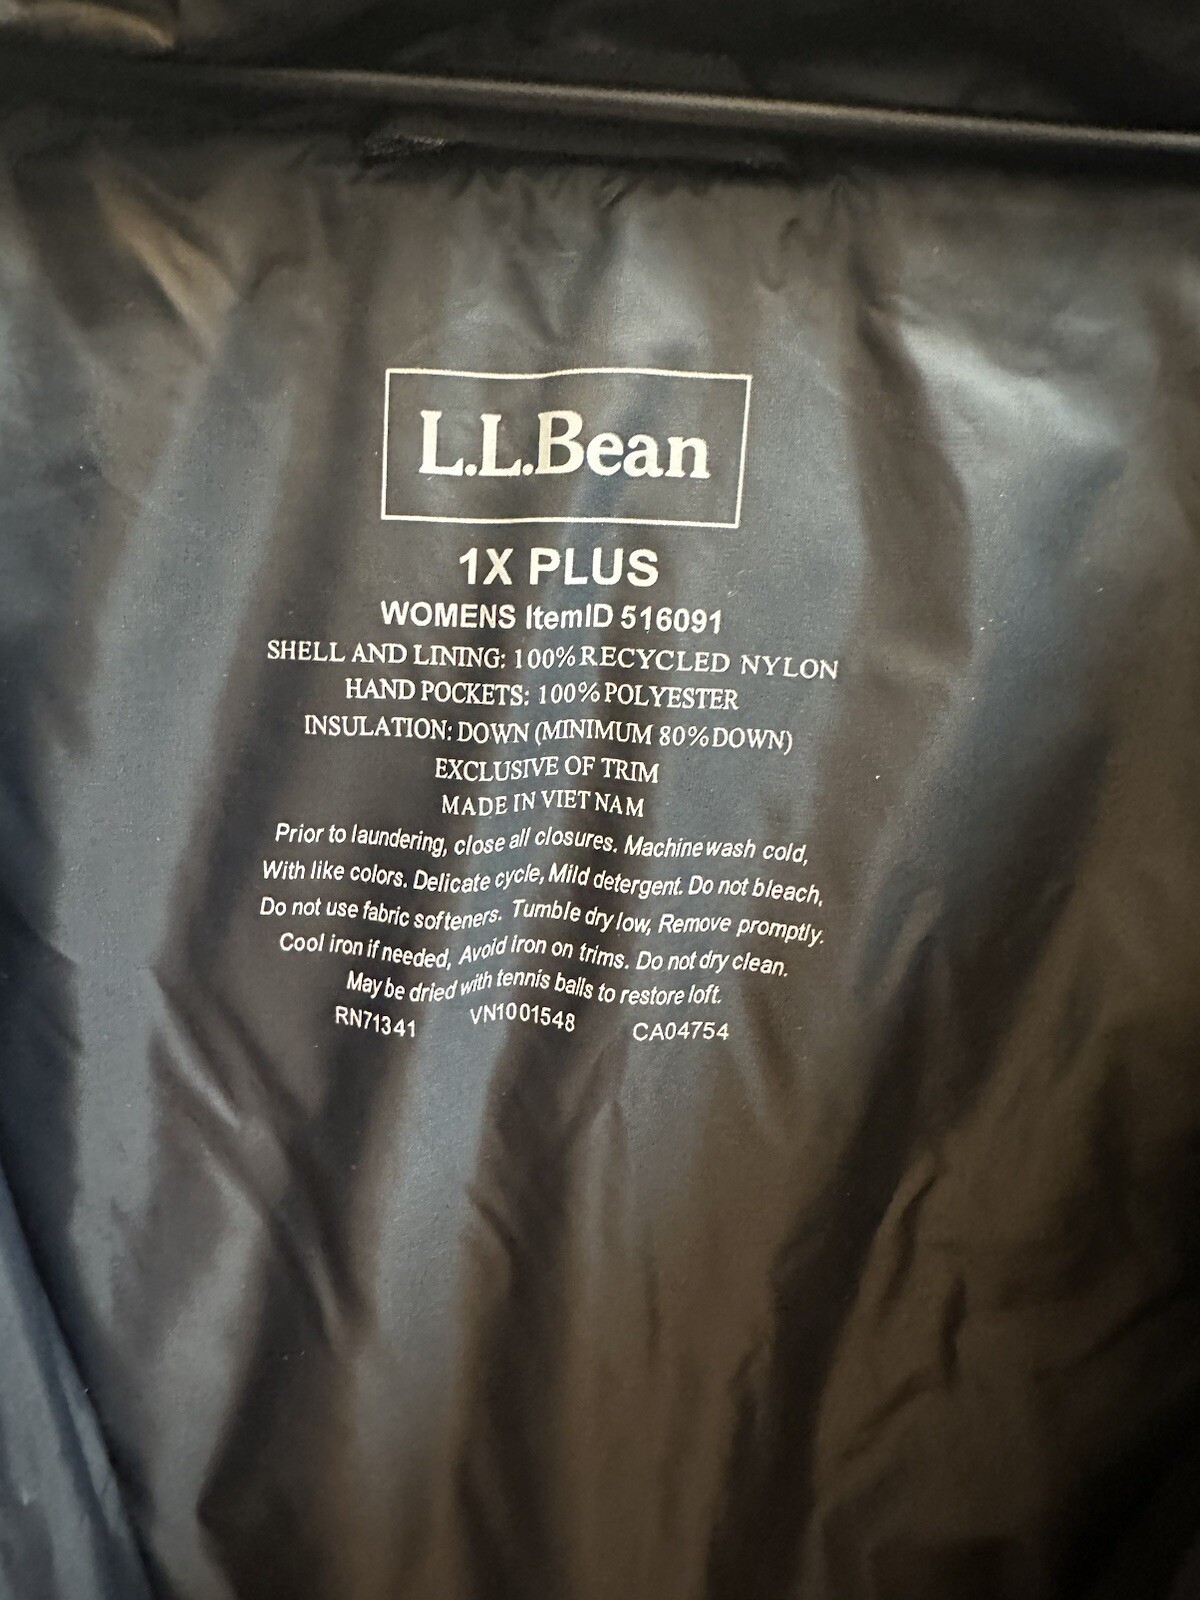 L.L.Bean
1X PLUS
WOMENS ItemID 516091
SHELL AND LINING: 100% RECYCLED NYLON
HAND POCKETS: 100% POLYESTER
INSULATION: DOWN (MINIMUM 80% DOWN)
EXCLUSIVE OF TRIM
MADE IN VIET NAM
Prior to laundering, close all closures. Machine wash cold,
With like colors. Delicate cycle, Mild detergent. Do not bleach,
Do not use fabric softeners. Tumble dry low, Remove promptly.
Cool iron if needed, Avoid iron on trims. Do not dry clean.
May be dried with tennis balls to restore loft.
RN71341 VN1001548 CA04754